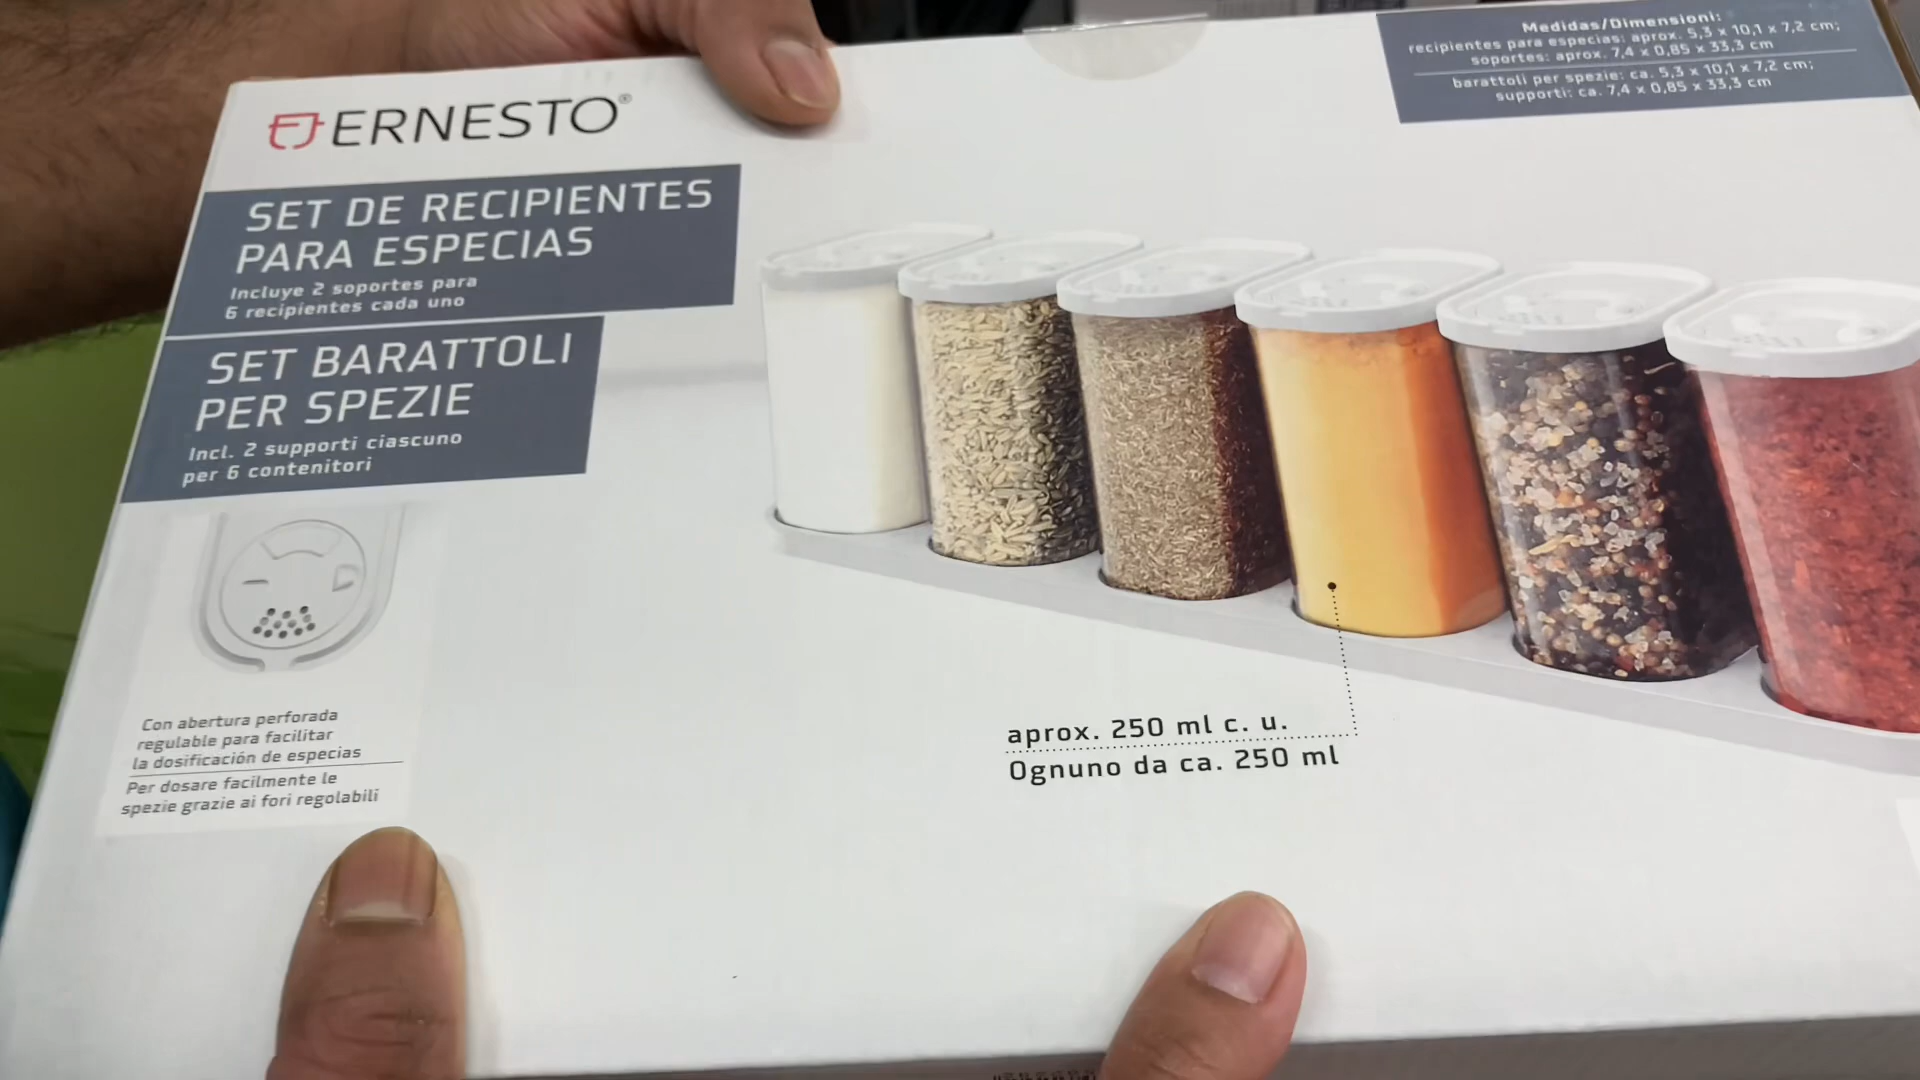 ERNESTO®
SET DE RECIPIENTES
PARA ESPECIAS
Incluye 2 soportes para
6 recipientes cada uno
SET BARATTOLI
PER SPEZIE
Incl. 2 supporti ciascuno
per 6 contenitori
Medidas/Dimensioni:
recipientes para especias: aprox. 5,3 x 10,1 x 7,2 cm;
soportes: aprox. 7,4 x 0,85 x 33,3 cm
barattoli per spezie: ca. 5,3 x 10,1 x 7,2 cm;
supporti: ca. 7,4 x 0,85 x 33,3 cm
Con abertura perforada
regulable para facilitar
la dosificación de especias
Per dosare facilmente le
spezie grazie ai fori regolabili
aprox. 250 ml c. u.
Ognuno da ca. 250 ml